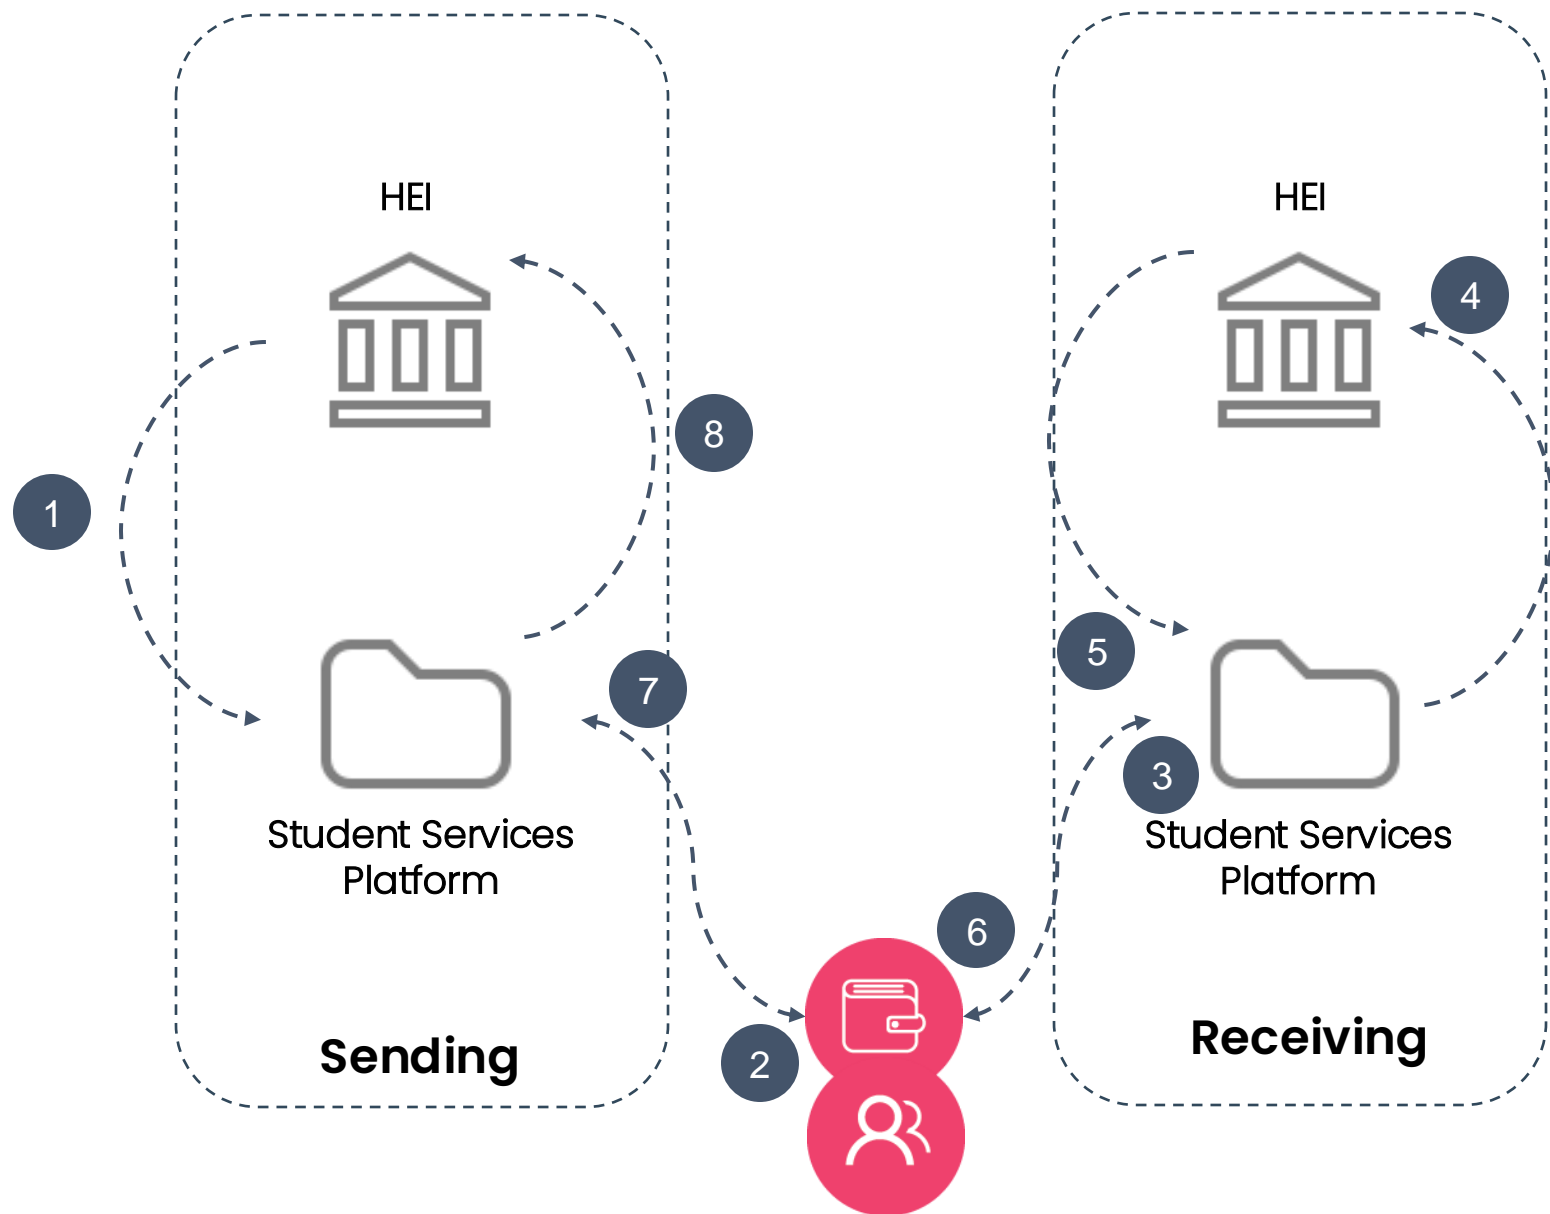 HEI
HEI
4
8
1
5
7
3
Student Services
Platform
Student Services
Platform
6
Sending
Receiving
2